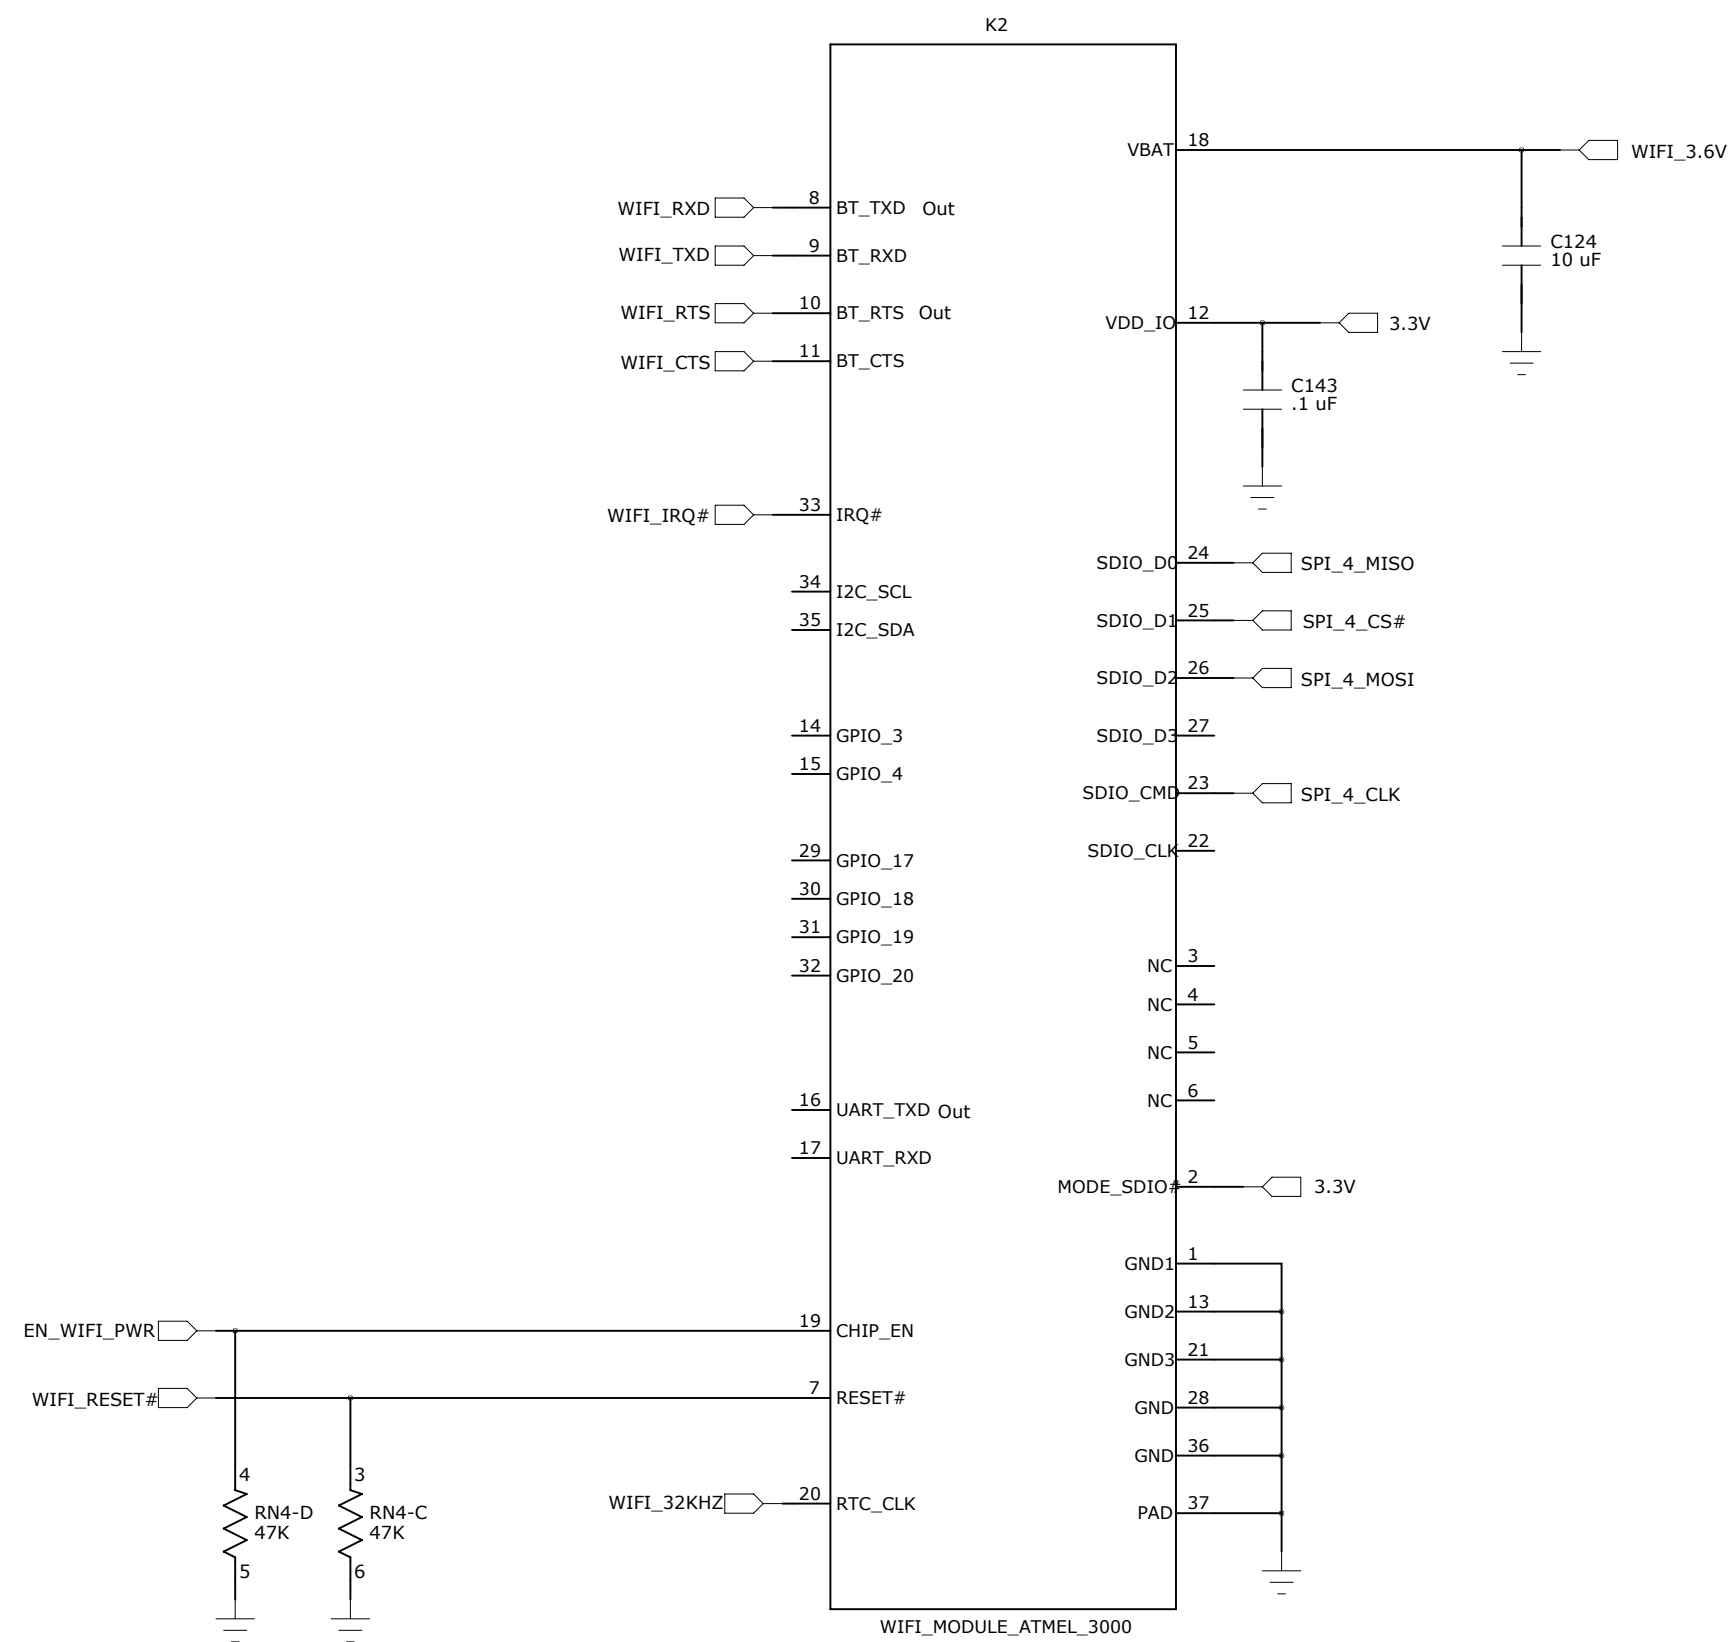 K2
VBAT 18 WIFI_3.6V
WIFI_RXD 8 BT_TXD Out
WIFI_TXD 9 BT_RXD
C124
10 uF
WIFI_RTS 10 BT_RTS Out
VDD_IO 12 3.3V
WIFI_CTS 11 BT_CTS
C143
.1 uF
WIFI_IRQ# 33 IRQ#
SDIO_D0 24 SPI_4_MISO
34 I2C_SCL
SDIO_D1 25 SPI_4_CS#
35 I2C_SDA
SDIO_D2 26 SPI_4_MOSI
14 GPIO_3
SDIO_D3 27
15 GPIO_4
SDIO_CMD 23 SPI_4_CLK
SDIO_CLK 22
29 GPIO_17
30 GPIO_18
31 GPIO_19
NC 3
32 GPIO_20
NC 4
NC 5
NC 6
16 UART_TXD Out
17 UART_RXD
MODE_SDIO# 2 3.3V
GND1 1
GND2 13
EN_WIFI_PWR 19 CHIP_EN
GND3 21
WIFI_RESET# 7 RESET#
GND 28
GND 36
4
3
WIFI_32KHZ 20 RTC_CLK
PAD 37
RN4-D
47K
RN4-C
47K
5
6
WIFI_MODULE_ATMEL_3000